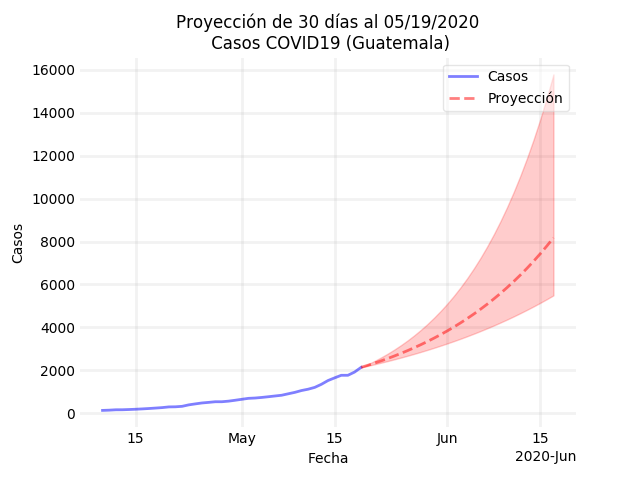 Proyección de 30 días al 05/19/2020
Casos COVID19 (Guatemala)
Casos
Proyección
16000
14000
12000
10000
8000
6000
4000
2000
0
Casos
15
May
15
Jun
15
2020-Jun
Fecha